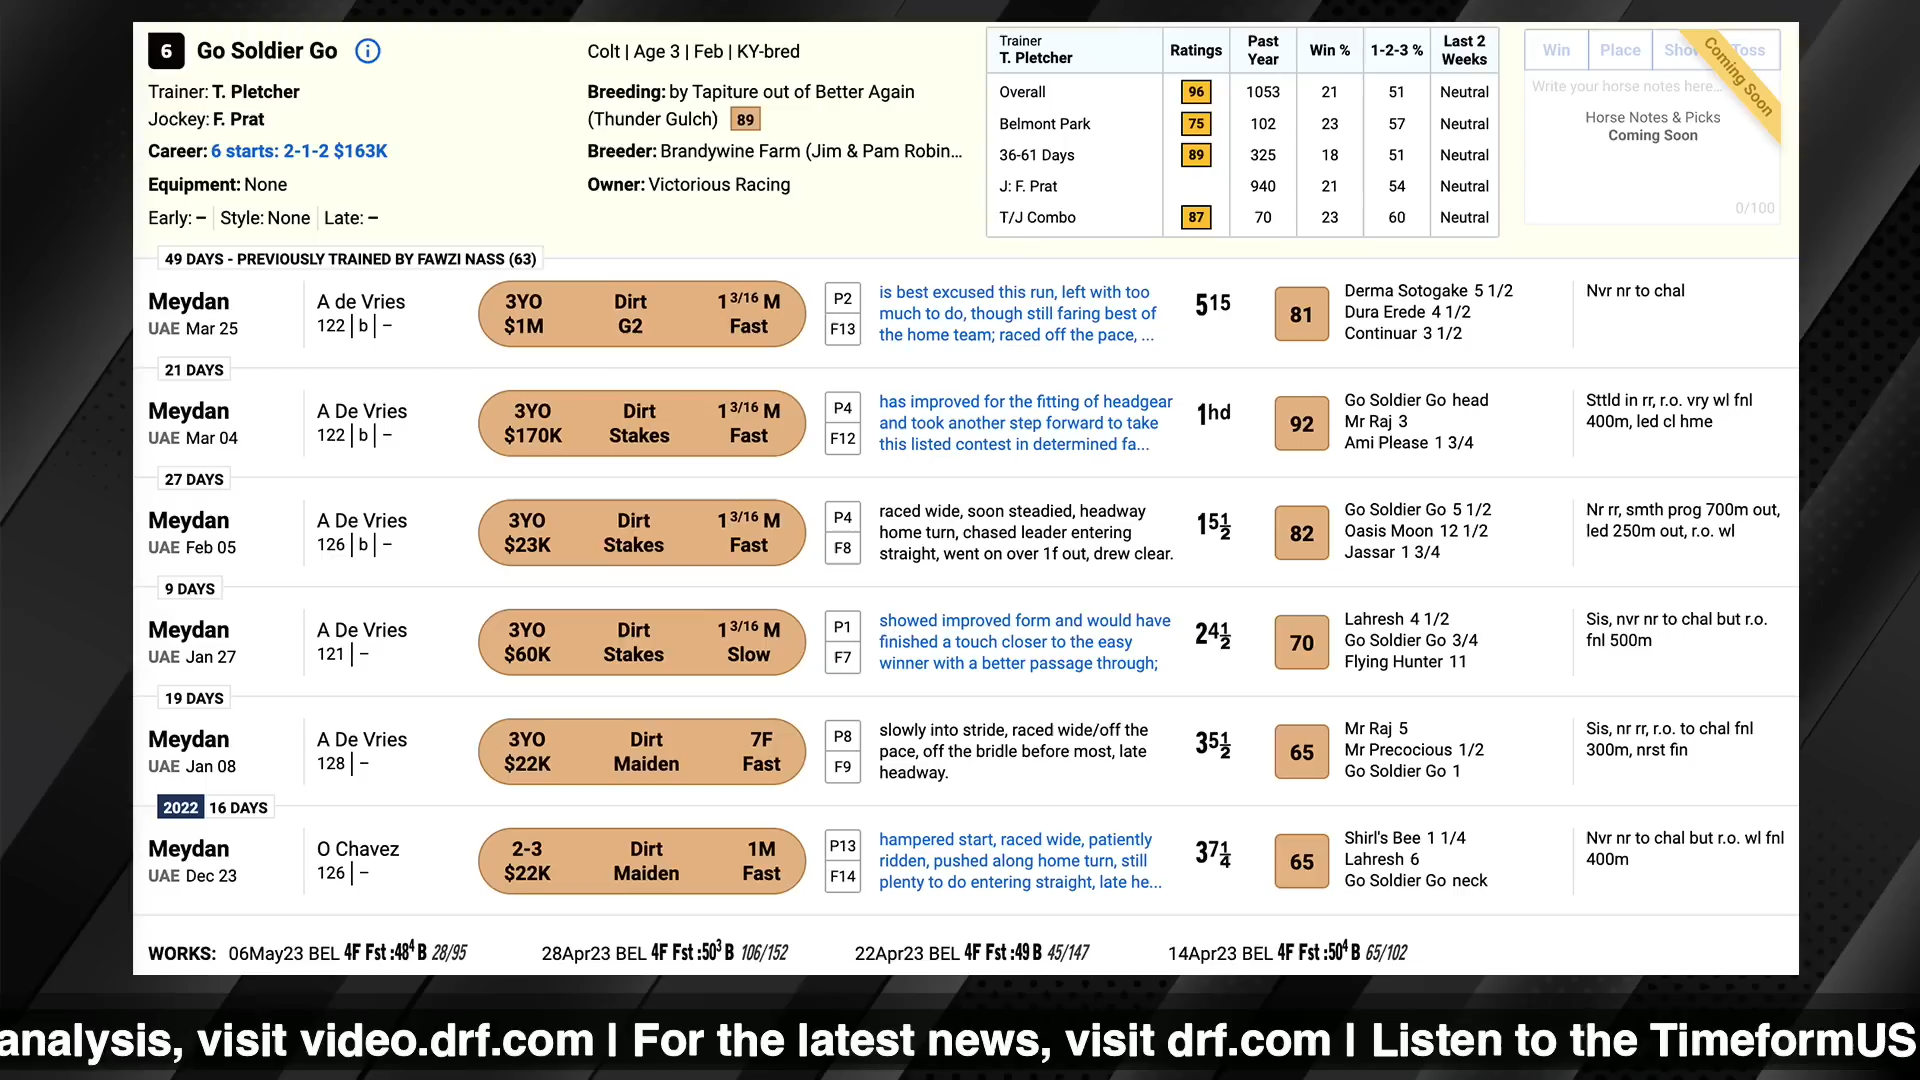 6 Go Soldier Go i
Trainer: T. Pletcher
Jockey: F. Prat
Career: 6 starts: 2-1-2 $163K
Equipment: None
Early: – | Style: None | Late: –
Colt | Age 3 | Feb | KY-bred
Breeding: by Tapiture out of Better Again
(Thunder Gulch) 89
Breeder: Brandywine Farm (Jim & Pam Robin...
Owner: Victorious Racing
Trainer
T. Pletcher Ratings Past Year Win % 1-2-3 % Last 2 Weeks
Overall 96 1053 21 51 Neutral
Belmont Park 75 102 23 57 Neutral
36-61 Days 89 325 18 51 Neutral
J: F. Prat 940 21 54 Neutral
T/J Combo 87 70 23 60 Neutral
Win Place Show Toss
Coming Soon
Write your horse notes here...
Horse Notes & Picks
Coming Soon
0/100
49 DAYS - PREVIOUSLY TRAINED BY FAWZI NASS (63)
Meydan
UAE Mar 25
A de Vries
122 | b | –
3YO Dirt 1 3/16 M
$1M G2 Fast
P2
F13
is best excused this run, left with too
much to do, though still faring best of
the home team; raced off the pace, ...
5 15
81
Derma Sotogake 5 1/2
Dura Erede 4 1/2
Continuar 3 1/2
Nvr nr to chal
21 DAYS
Meydan
UAE Mar 04
A De Vries
122 | b | –
3YO Dirt 1 3/16 M
$170K Stakes Fast
P4
F12
has improved for the fitting of headgear
and took another step forward to take
this listed contest in determined fa...
1 hd
92
Go Soldier Go head
Mr Raj 3
Ami Please 1 3/4
Sttld in rr, r.o. vry wl fnl
400m, led cl hme
27 DAYS
Meydan
UAE Feb 05
A De Vries
126 | b | –
3YO Dirt 1 3/16 M
$23K Stakes Fast
P4
F8
raced wide, soon steadied, headway
home turn, chased leader entering
straight, went on over 1f out, drew clear.
1 5½
82
Go Soldier Go 5 1/2
Oasis Moon 12 1/2
Jassar 1 3/4
Nr rr, smth prog 700m out,
led 250m out, r.o. wl
9 DAYS
Meydan
UAE Jan 27
A De Vries
121 | –
3YO Dirt 1 3/16 M
$60K Stakes Slow
P1
F7
showed improved form and would have
finished a touch closer to the easy
winner with a better passage through;
2 4½
70
Lahresh 4 1/2
Go Soldier Go 3/4
Flying Hunter 11
Sis, nvr nr to chal but r.o.
fnl 500m
19 DAYS
Meydan
UAE Jan 08
A De Vries
128 | –
3YO Dirt 7F
$22K Maiden Fast
P8
F9
slowly into stride, raced wide/off the
pace, off the bridle before most, late
headway.
3 5½
65
Mr Raj 5
Mr Precocious 1/2
Go Soldier Go 1
Sis, nr rr, r.o. to chal fnl
300m, nrst fin
2022 16 DAYS
Meydan
UAE Dec 23
O Chavez
126 | –
2-3 Dirt 1M
$22K Maiden Fast
P13
F14
hampered start, raced wide, patiently
ridden, pushed along home turn, still
plenty to do entering straight, late he...
3 7¼
65
Shirl's Bee 1 1/4
Lahresh 6
Go Soldier Go neck
Nvr nr to chal but r.o. wl fnl
400m
WORKS: 06May23 BEL 4F Fst :48⁴ B 28/95 28Apr23 BEL 4F Fst :50³ B 106/152 22Apr23 BEL 4F Fst :49 B 45/147 14Apr23 BEL 4F Fst :50⁴ B 65/102
analysis, visit video.drf.com | For the latest news, visit drf.com | Listen to the TimeformUS